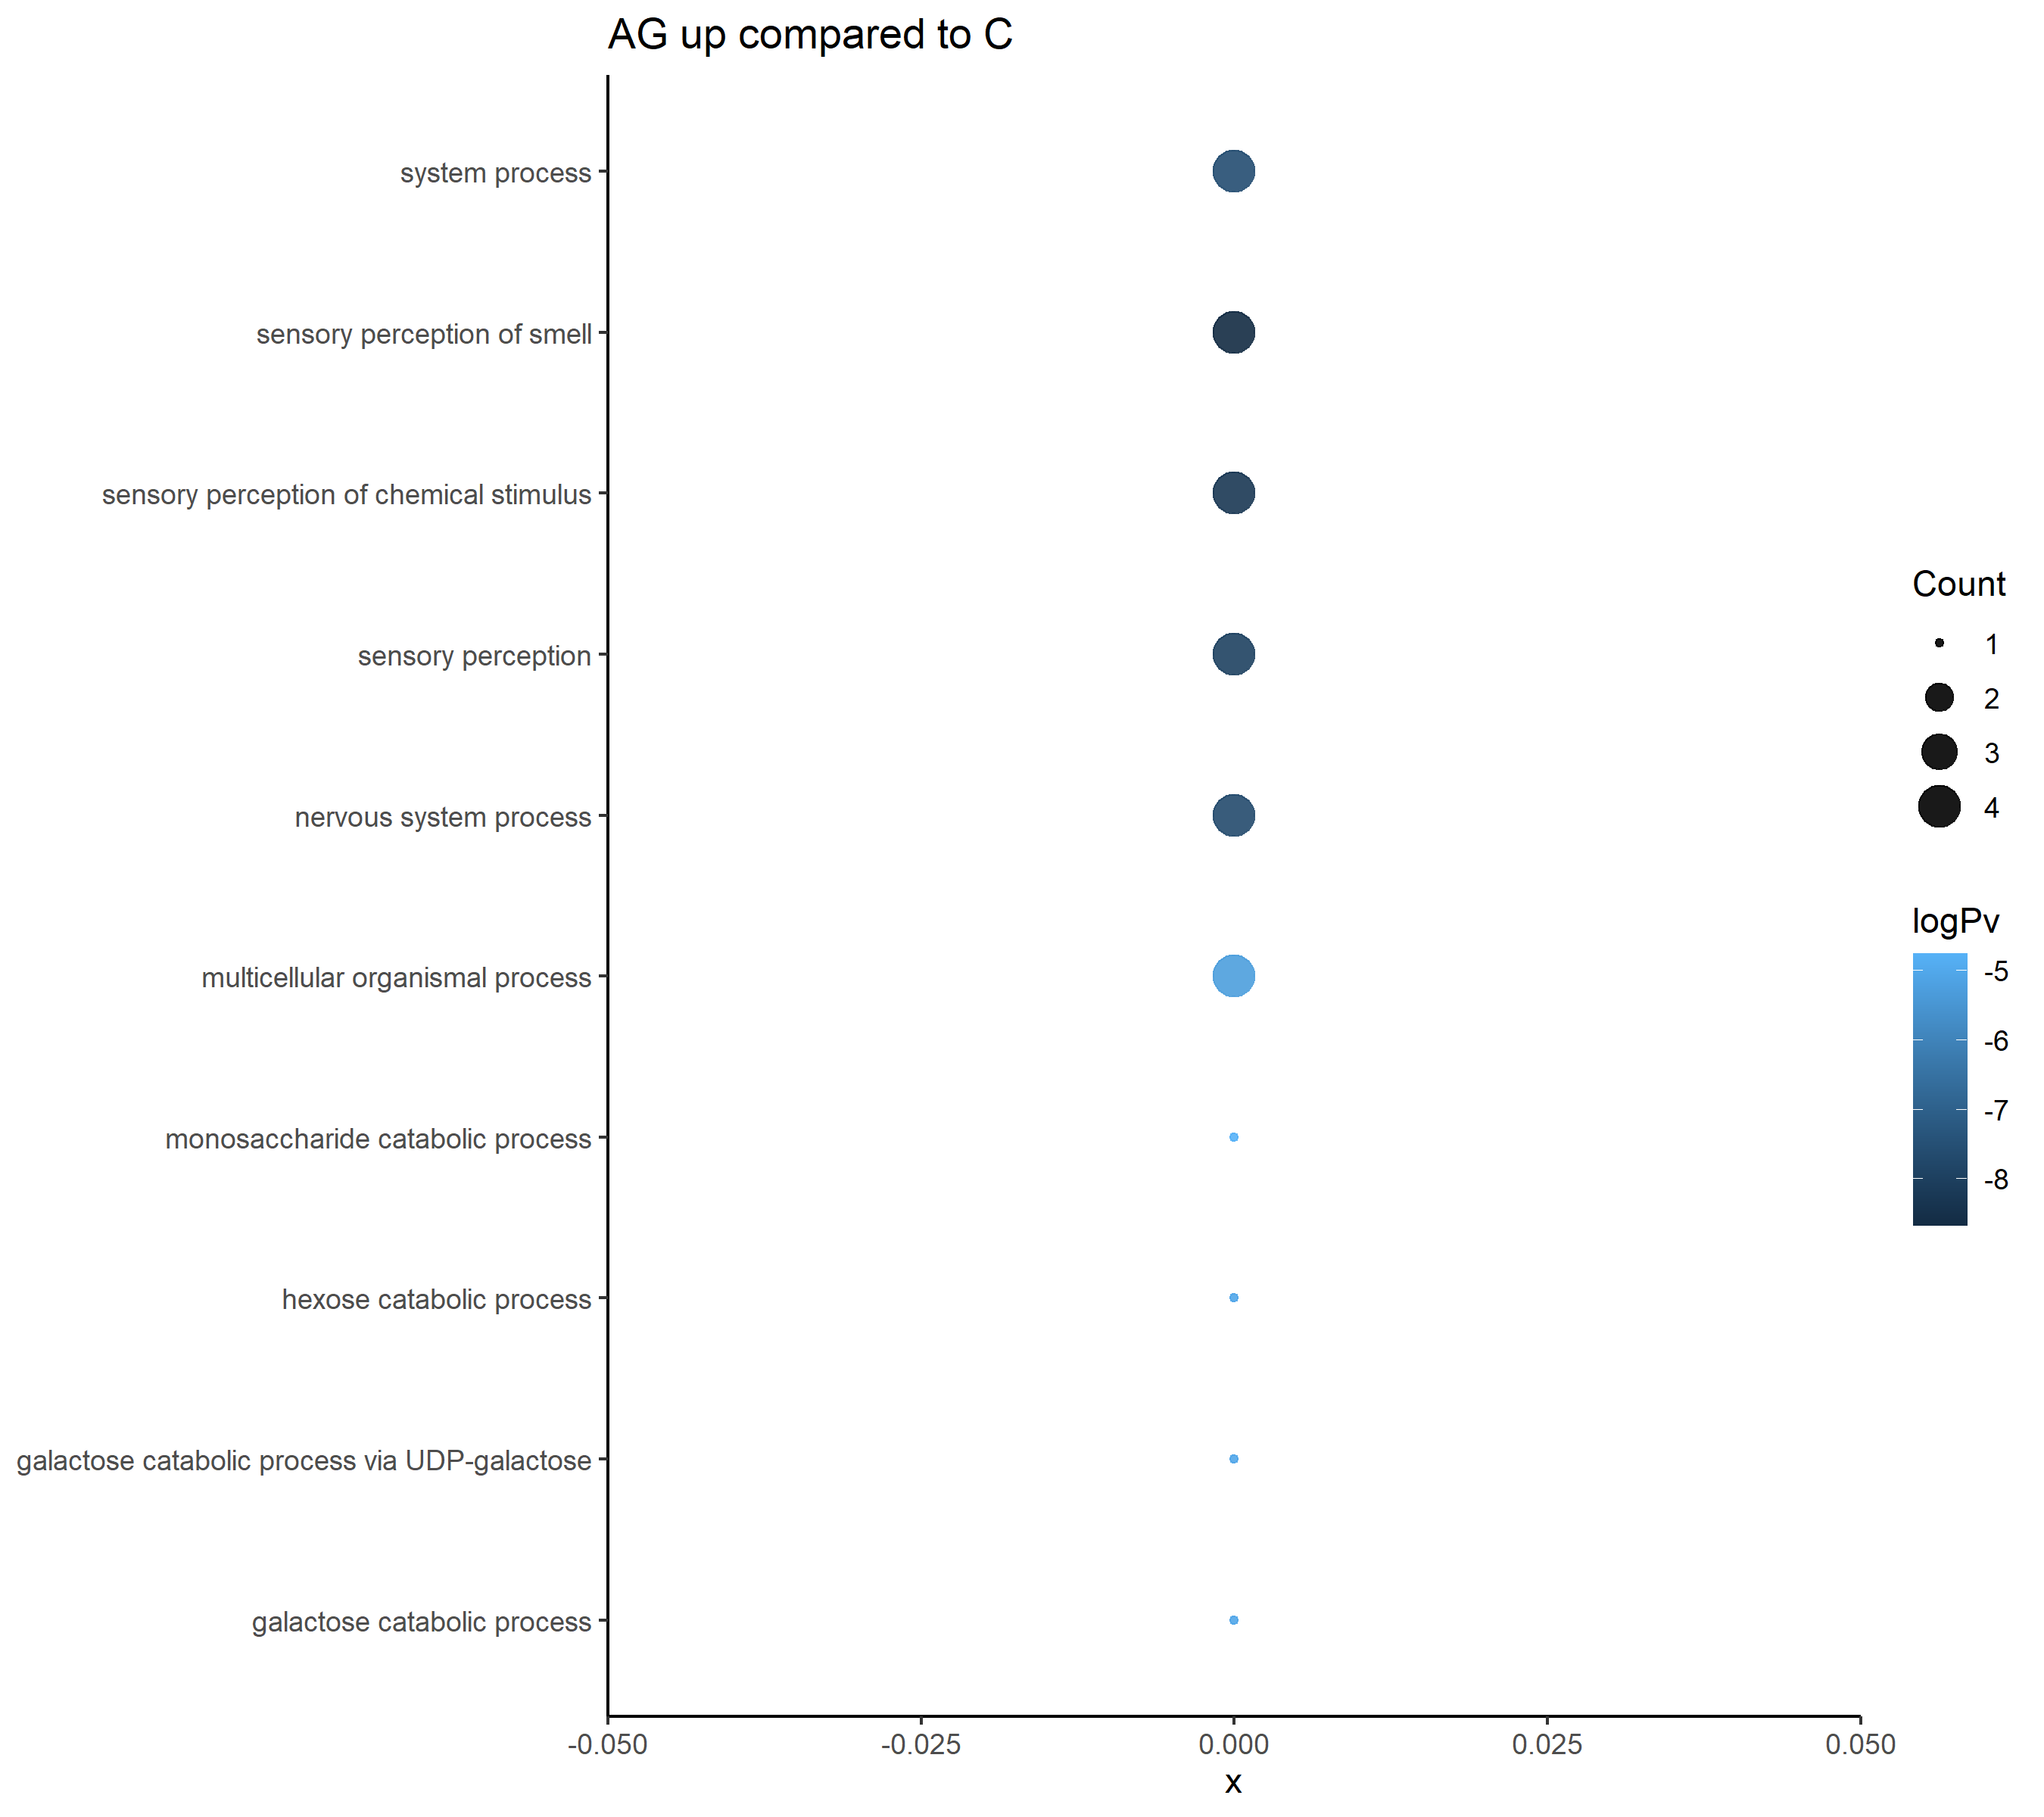 AG up compared to C
system process
sensory perception of smell
sensory perception of chemical stimulus
sensory perception
nervous system process
multicellular organismal process
monosaccharide catabolic process
hexose catabolic process
galactose catabolic process via UDP-galactose
galactose catabolic process
-0.050
-0.025
0.000
0.025
0.050
x
Count
1
2
3
4
logPv
-5
-6
-7
-8